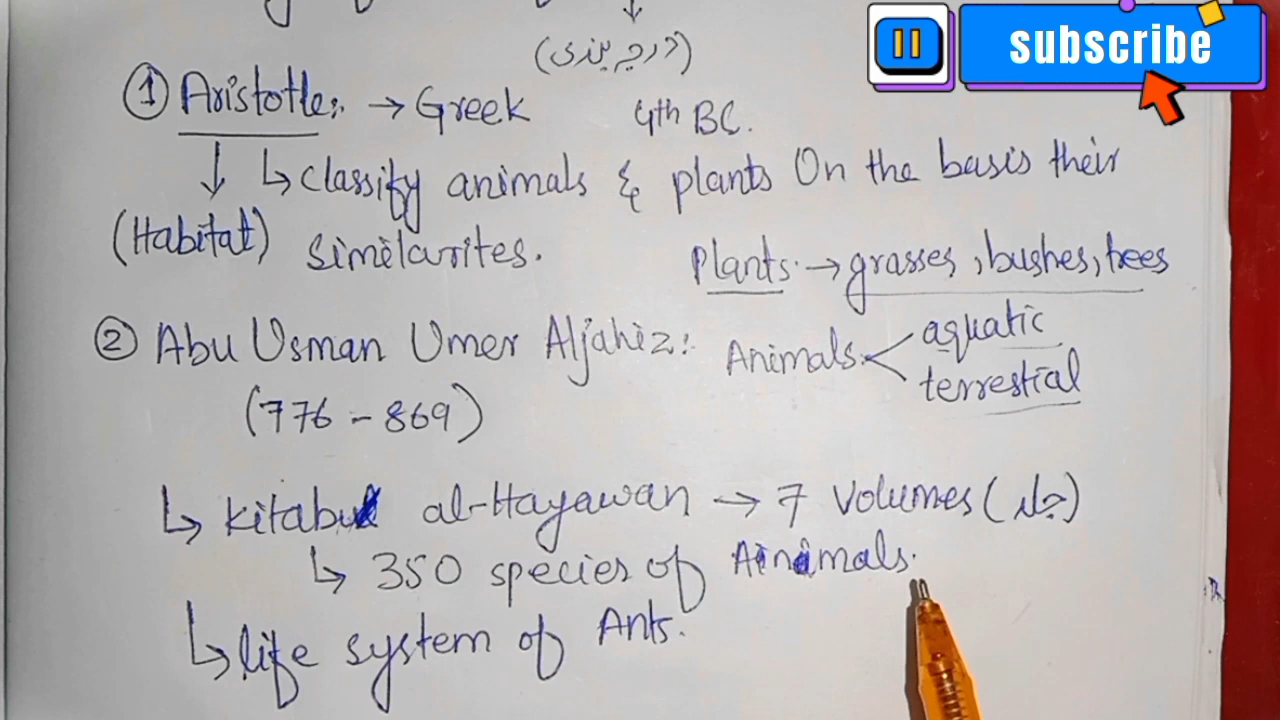 subscribe
(درجہ بندی)
① Aristotle:. → Greek 4th BC.
↓ ↳ classify animals & plants On the basis their
(Habitat) similarites.
Plants. → grasses, bushes, trees
② Abu Usman Umer Aljahiz:
Animals. < aquatic
terrestial
(776 - 869)
↳ kitabul al-Hayawan → 7 Volumes (جلد)
↳ 350 species of Animals.
↳ life system of Ants.